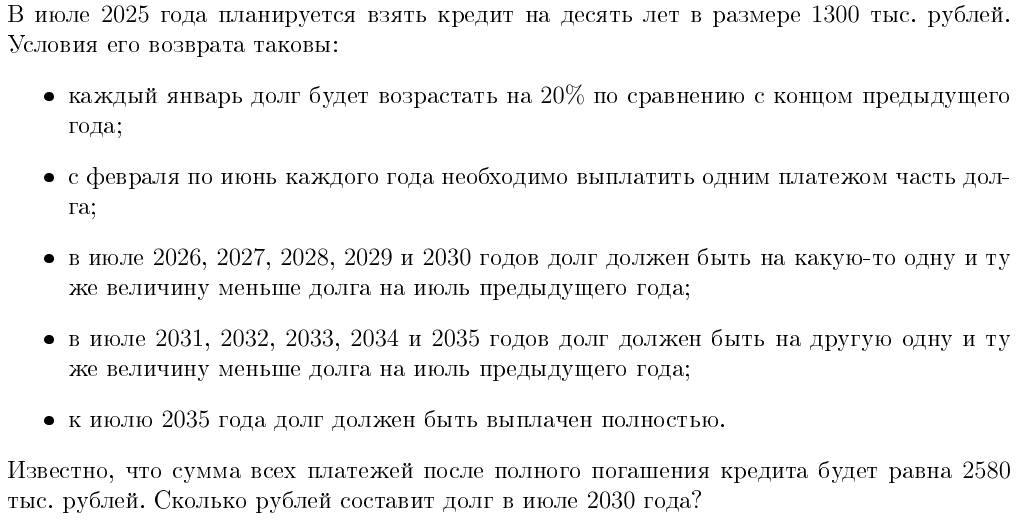 В июле 2025 года планируется взять кредит на десять лет в размере 1300 тыс. рублей.
Условия его возврата таковы:
• каждый январь долг будет возрастать на 20% по сравнению с концом предыдущего
года;
• с февраля по июнь каждого года необходимо выплатить одним платежом часть дол-
га;
• в июле 2026, 2027, 2028, 2029 и 2030 годов долг должен быть на какую-то одну и ту
же величину меньше долга на июль предыдущего года;
• в июле 2031, 2032, 2033, 2034 и 2035 годов долг должен быть на другую одну и ту
же величину меньше долга на июль предыдущего года;
• к июлю 2035 года долг должен быть выплачен полностью.
Известно, что сумма всех платежей после полного погашения кредита будет равна 2580
тыс. рублей. Сколько рублей составит долг в июле 2030 года?